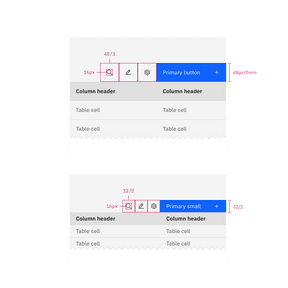 48/3
16px
Primary button +
48px/3mm
Column header Column header
Table cell Table cell
Table cell Table cell
32/2
16px
Primary small +
32/2
Column header Column header
Table cell Table cell
Table cell Table cell